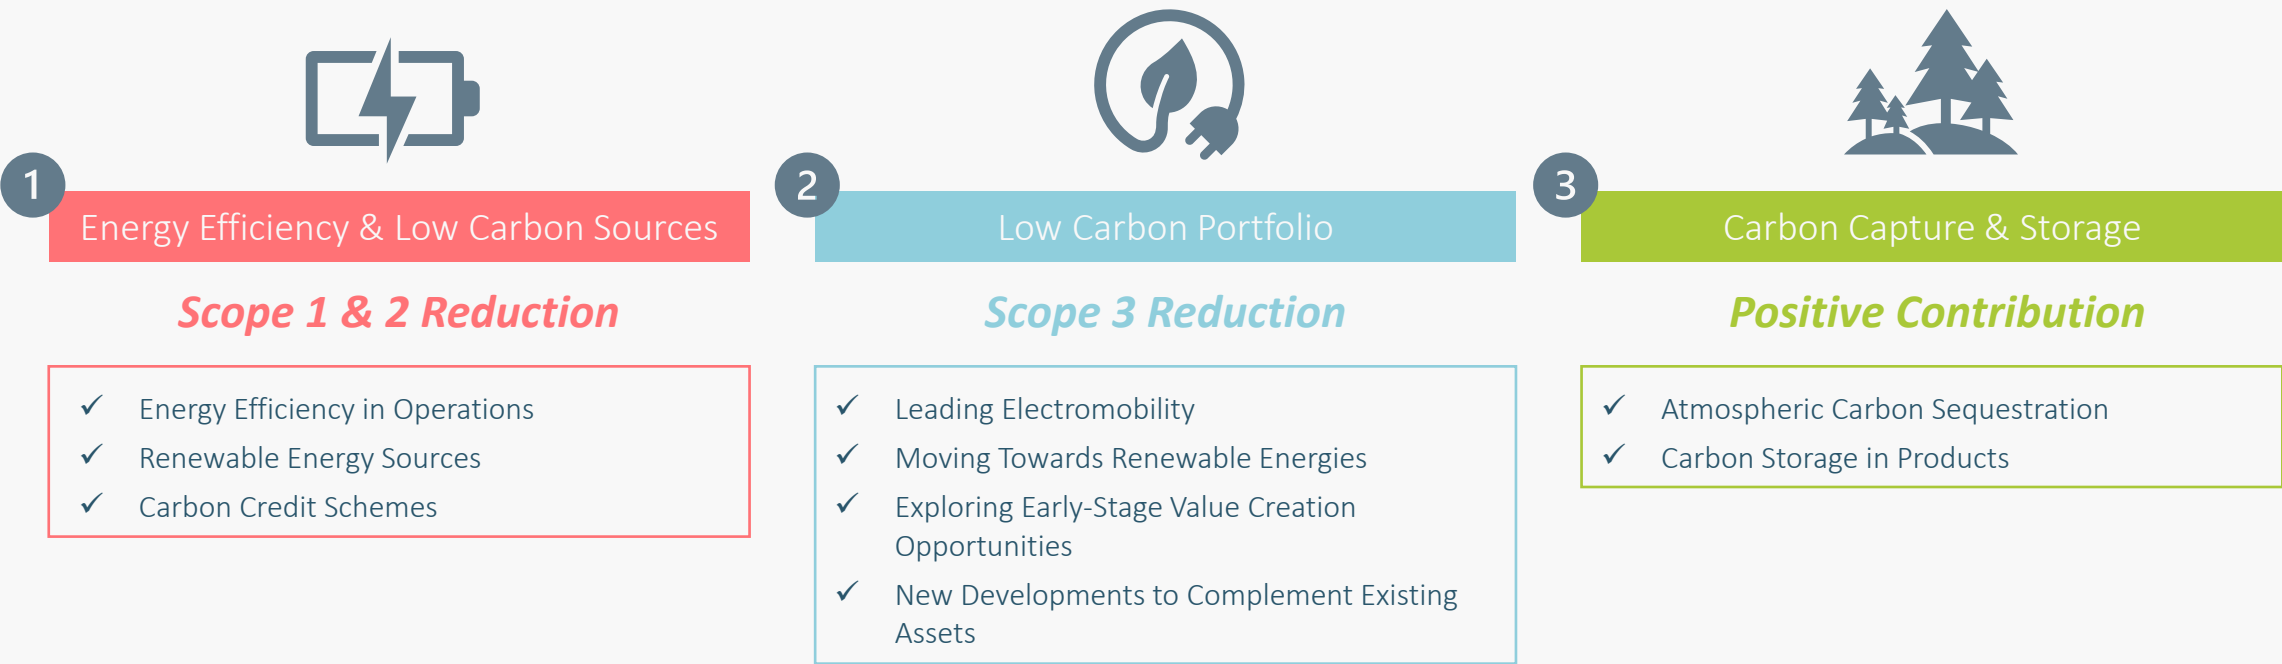 1
Energy Efficiency & Low Carbon Sources
Scope 1 & 2 Reduction
✓ Energy Efficiency in Operations
✓ Renewable Energy Sources
✓ Carbon Credit Schemes
2
Low Carbon Portfolio
Scope 3 Reduction
✓ Leading Electromobility
✓ Moving Towards Renewable Energies
✓ Exploring Early-Stage Value Creation
Opportunities
✓ New Developments to Complement Existing
Assets
3
Carbon Capture & Storage
Positive Contribution
✓ Atmospheric Carbon Sequestration
✓ Carbon Storage in Products